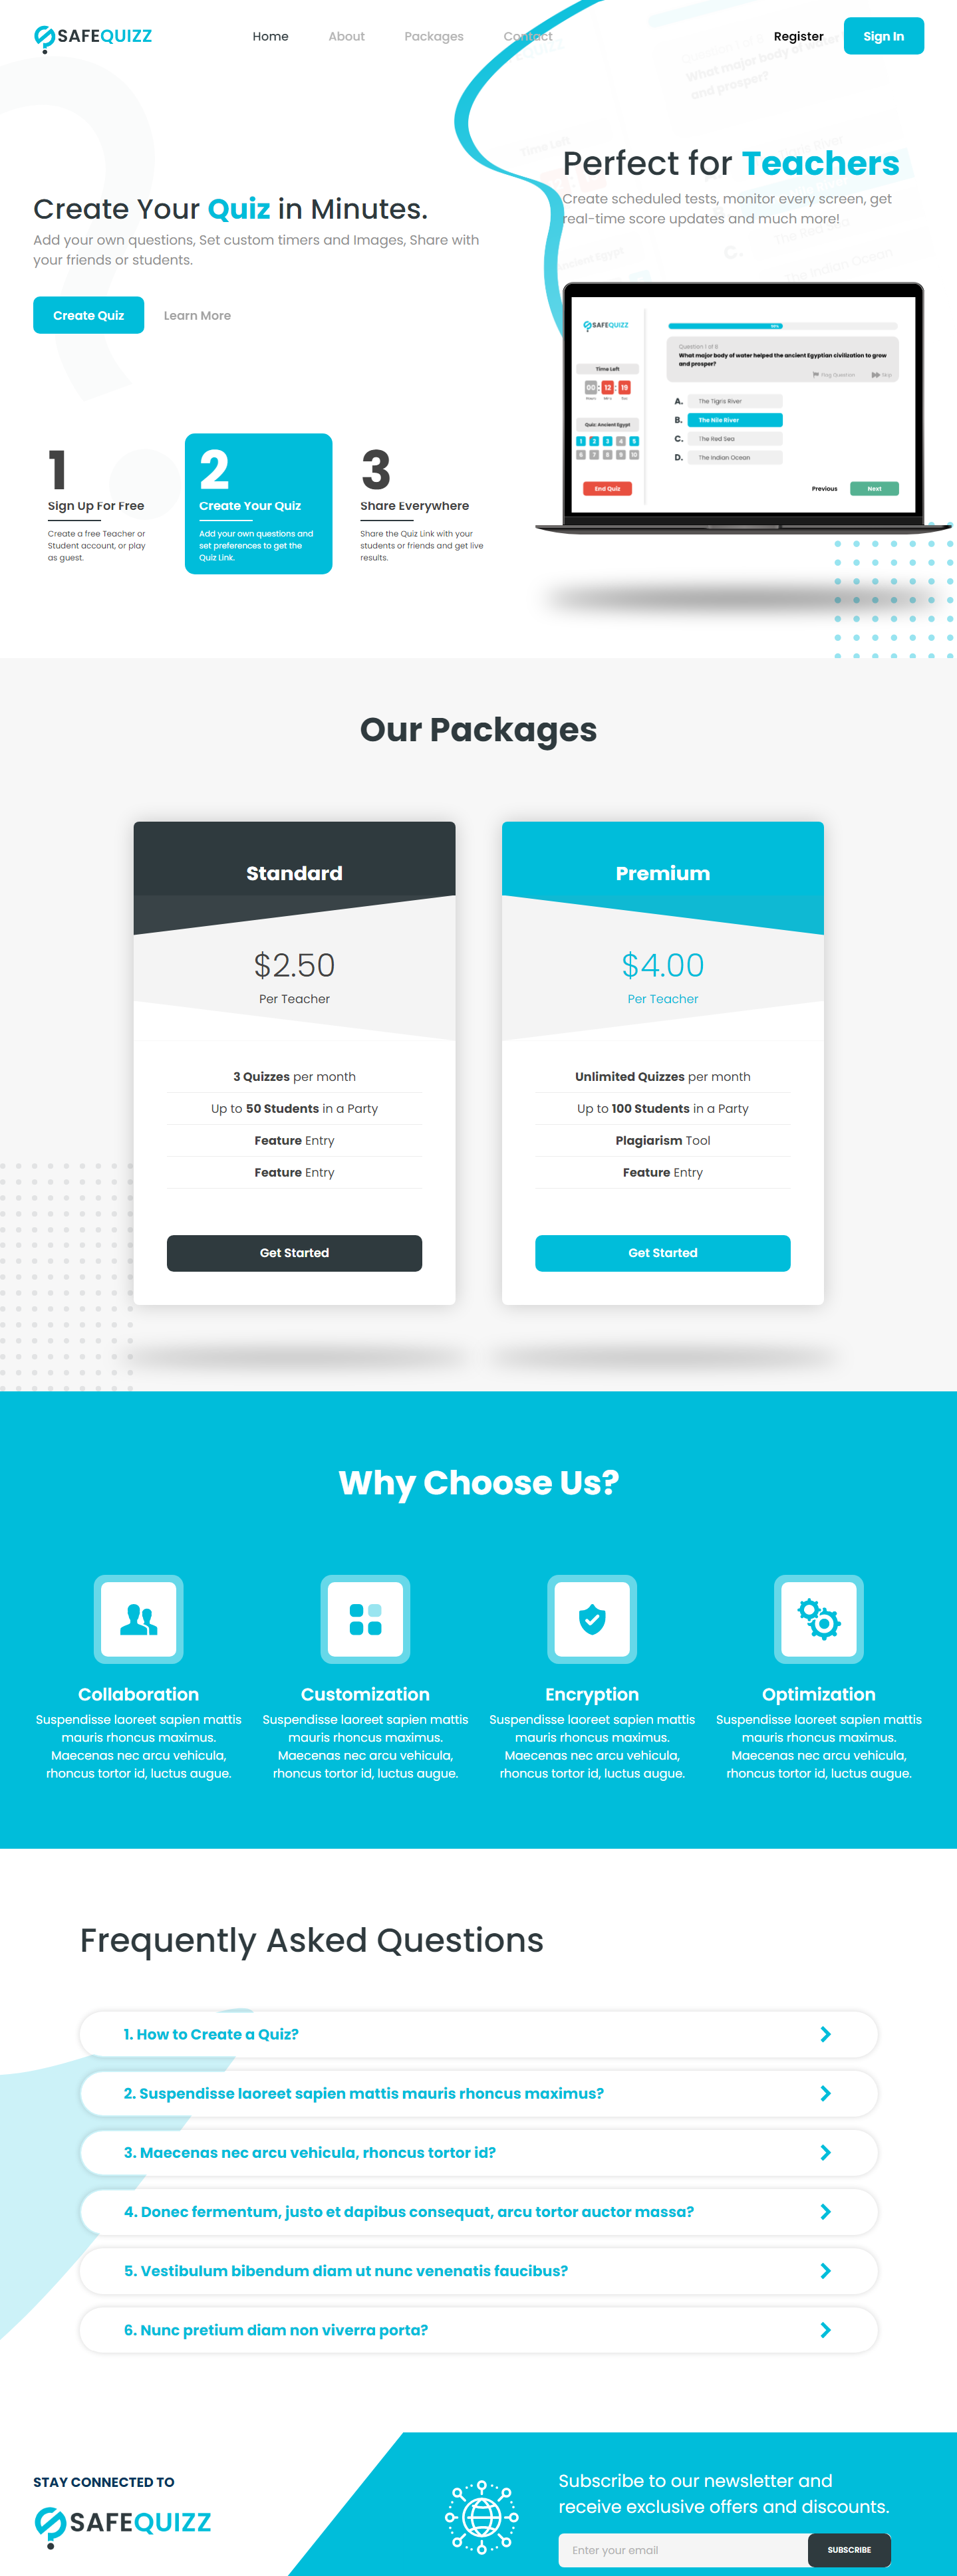 SAFEQUIZZ
Home About Packages Contact
Register Sign In
Perfect for Teachers
Create scheduled tests, monitor every screen, get
real-time score updates and much more!
Create Your Quiz in Minutes.
Add your own questions, Set custom timers and Images, Share with
your friends or students.
Create Quiz Learn More
1
Sign Up For Free
Create a free Teacher or
Student account, or play
as guest.
2
Create Your Quiz
Add your own questions and
set preferences to get the
Quiz Link.
3
Share Everywhere
Share the Quiz Link with your
students or friends and get live
results.
What major body of water
and prosper?
Time Left
Ancient Egypt
C. The Red Sea
The Indian Ocean
SAFEQUIZZ
Time Left
00 : 12 : 19
Quiz: Ancient Egypt
1 2 3 4 5
6 7 8 9 10
End Quiz
Question 1 of 8
What major body of water helped the ancient Egyptian civilization to grow
and prosper?
Flag Question Skip
A. The Tigris River
B. The Nile River
C. The Red Sea
D. The Indian Ocean
Previous Next
Our Packages
Standard
$2.50
Per Teacher
3 Quizzes per month
Up to 50 Students in a Party
Feature Entry
Feature Entry
Get Started
Premium
$4.00
Per Teacher
Unlimited Quizzes per month
Up to 100 Students in a Party
Plagiarism Tool
Feature Entry
Get Started
Why Choose Us?
Collaboration
Suspendisse laoreet sapien mattis
mauris rhoncus maximus.
Maecenas nec arcu vehicula,
rhoncus tortor id, luctus augue.
Customization
Suspendisse laoreet sapien mattis
mauris rhoncus maximus.
Maecenas nec arcu vehicula,
rhoncus tortor id, luctus augue.
Encryption
Suspendisse laoreet sapien mattis
mauris rhoncus maximus.
Maecenas nec arcu vehicula,
rhoncus tortor id, luctus augue.
Optimization
Suspendisse laoreet sapien mattis
mauris rhoncus maximus.
Maecenas nec arcu vehicula,
rhoncus tortor id, luctus augue.
Frequently Asked Questions
1. How to Create a Quiz?
2. Suspendisse laoreet sapien mattis mauris rhoncus maximus?
3. Maecenas nec arcu vehicula, rhoncus tortor id?
4. Donec fermentum, justo et dapibus consequat, arcu tortor auctor massa?
5. Vestibulum bibendum diam ut nunc venenatis faucibus?
6. Nunc pretium diam non viverra porta?
STAY CONNECTED TO
SAFEQUIZZ
Subscribe to our newsletter and
receive exclusive offers and discounts.
Enter your email SUBSCRIBE